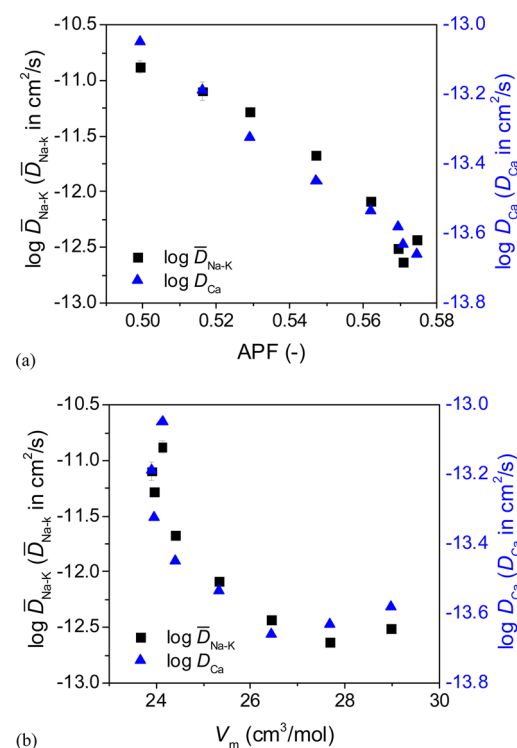 -10.5
-11.0
-11.5
-12.0
-12.5
-13.0
log D̅Na-K (D̅Na-k in cm²/s)
log D̅Na-K
log DCa
-13.0
-13.2
-13.4
-13.6
-13.8
log DCa (DCa in cm²/s)
0.50 0.52 0.54 0.56 0.58
APF (-)
(a)
-10.5
-11.0
-11.5
-12.0
-12.5
-13.0
log D̅Na-K (D̅Na-k in cm²/s)
log D̅Na-K
log DCa
-13.0
-13.2
-13.4
-13.6
-13.8
log DCa (DCa in cm²/s)
24 26 28 30
Vm (cm³/mol)
(b)